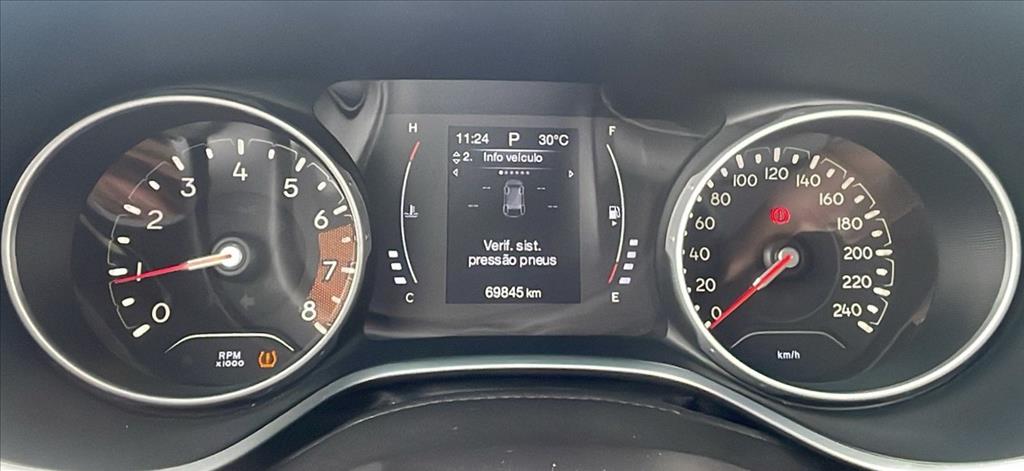 0
1
2
3
4
5
6
7
8
RPM
x1000
H
C
11:24 P 30°C
2. Info veículo
-- --
-- --
Verif. sist.
pressão pneus
69845 km
F
E
0
20
40
60
80
100
120
140
160
180
200
220
240
km/h